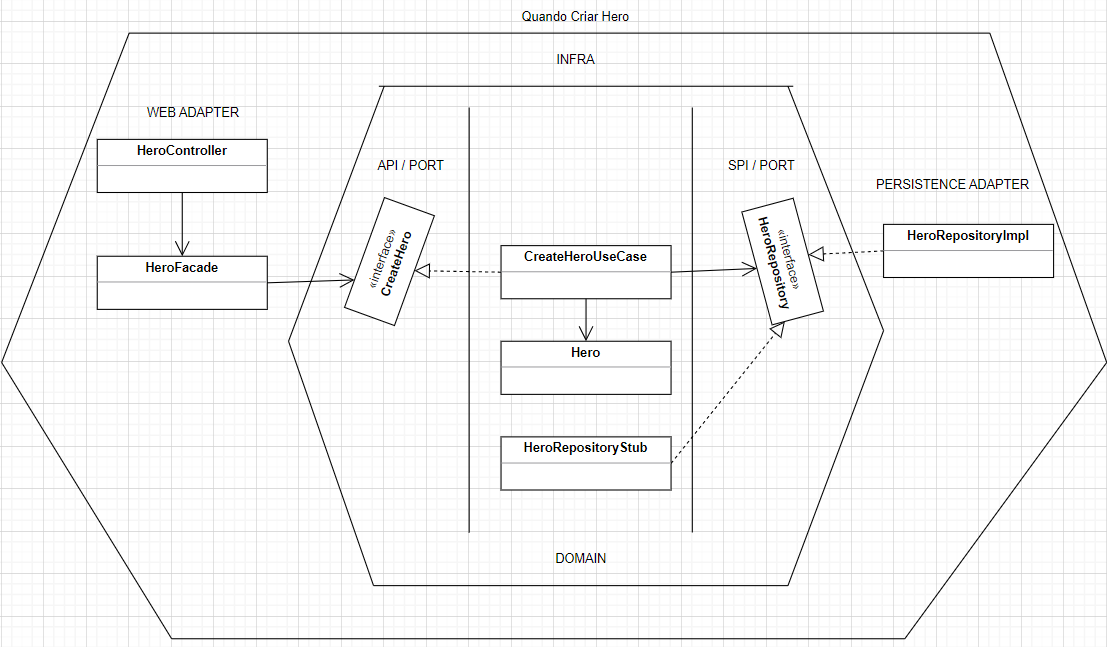 Quando Criar Hero
INFRA
WEB ADAPTER
HeroController
HeroFacade
API / PORT
«interface»
CreateHero
CreateHeroUseCase
Hero
HeroRepositoryStub
SPI / PORT
«interface»
HeroRepository
PERSISTENCE ADAPTER
HeroRepositoryImpl
DOMAIN